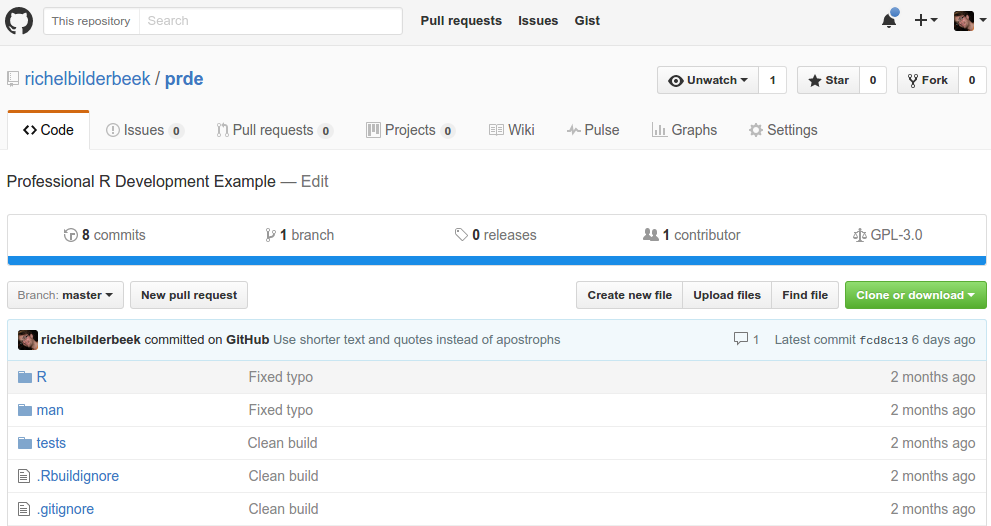 This repository Search Pull requests Issues Gist
richelbilderbeek / prde Unwatch 1 Star 0 Fork 0
Code Issues 0 Pull requests 0 Projects 0 Wiki Pulse Graphs Settings
Professional R Development Example — Edit
8 commits 1 branch 0 releases 1 contributor GPL-3.0
Branch: master New pull request Create new file Upload files Find file Clone or download
richelbilderbeek committed on GitHub Use shorter text and quotes instead of apostrophs 1 Latest commit fcd8c13 6 days ago
R Fixed typo 2 months ago
man Fixed typo 2 months ago
tests Clean build 2 months ago
.Rbuildignore Clean build 2 months ago
.gitignore Clean build 2 months ago